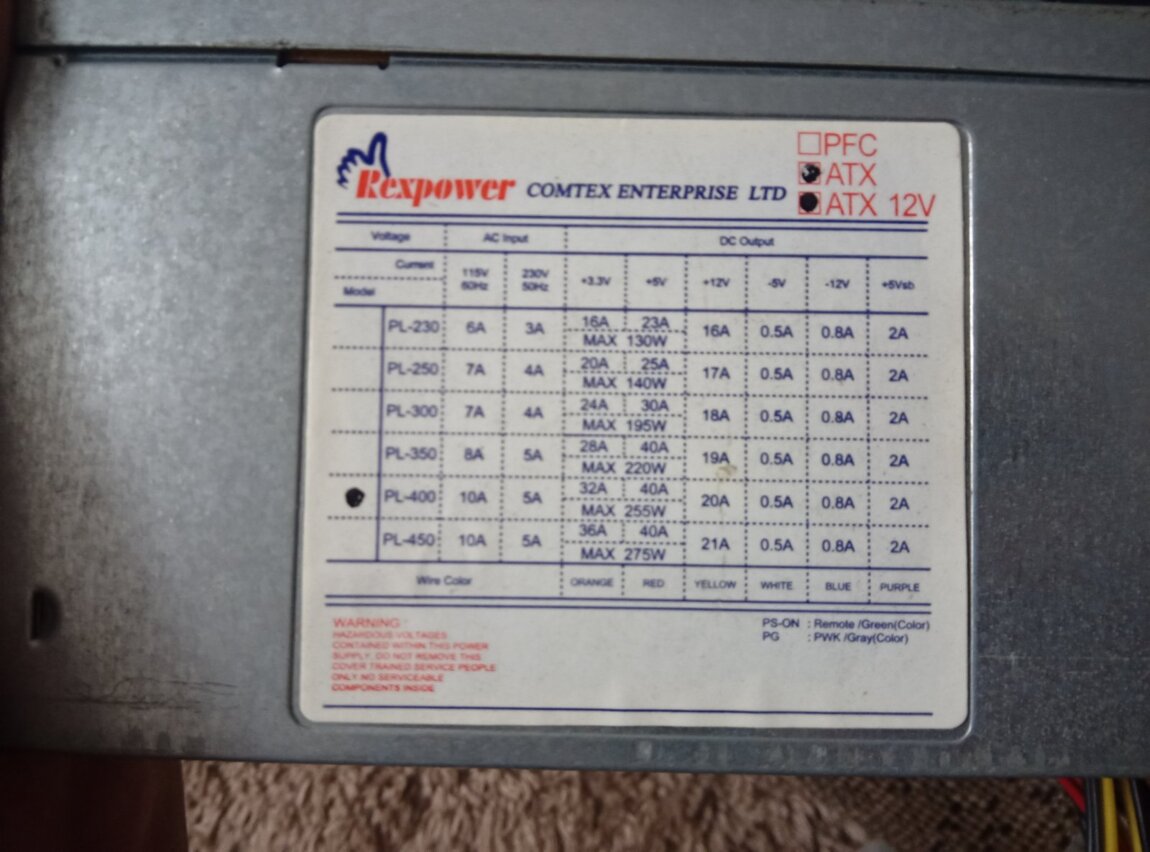 PFC
ATX
Rexpower COMTEX ENTERPRISE LTD
ATX 12V
Voltage AC Input DC Output
Current 115V 60Hz 230V 50Hz +3.3V +5V +12V -5V -12V +5Vsb
Model
PL-230 6A 3A 16A 23A 16A 0.5A 0.8A 2A
MAX 130W
PL-250 7A 4A 20A 25A 17A 0.5A 0.8A 2A
MAX 140W
PL-300 7A 4A 24A 30A 18A 0.5A 0.8A 2A
MAX 195W
PL-350 8A 5A 28A 40A 19A 0.5A 0.8A 2A
MAX 220W
PL-400 10A 5A 32A 40A 20A 0.5A 0.8A 2A
MAX 255W
PL-450 10A 5A 36A 40A 21A 0.5A 0.8A 2A
MAX 275W
Wire Color ORANGE RED YELLOW WHITE BLUE PURPLE
WARNING :
HAZARDOUS VOLTAGES
CONTAINED WITHIN THIS POWER
SUPPLY, DO NOT REMOVE THIS
COVER TRAINED SERVICE PEOPLE
ONLY NO SERVICEABLE
COMPONENTS INSIDE
PS-ON : Remote /Green(Color)
PG : PWK /Gray(Color)